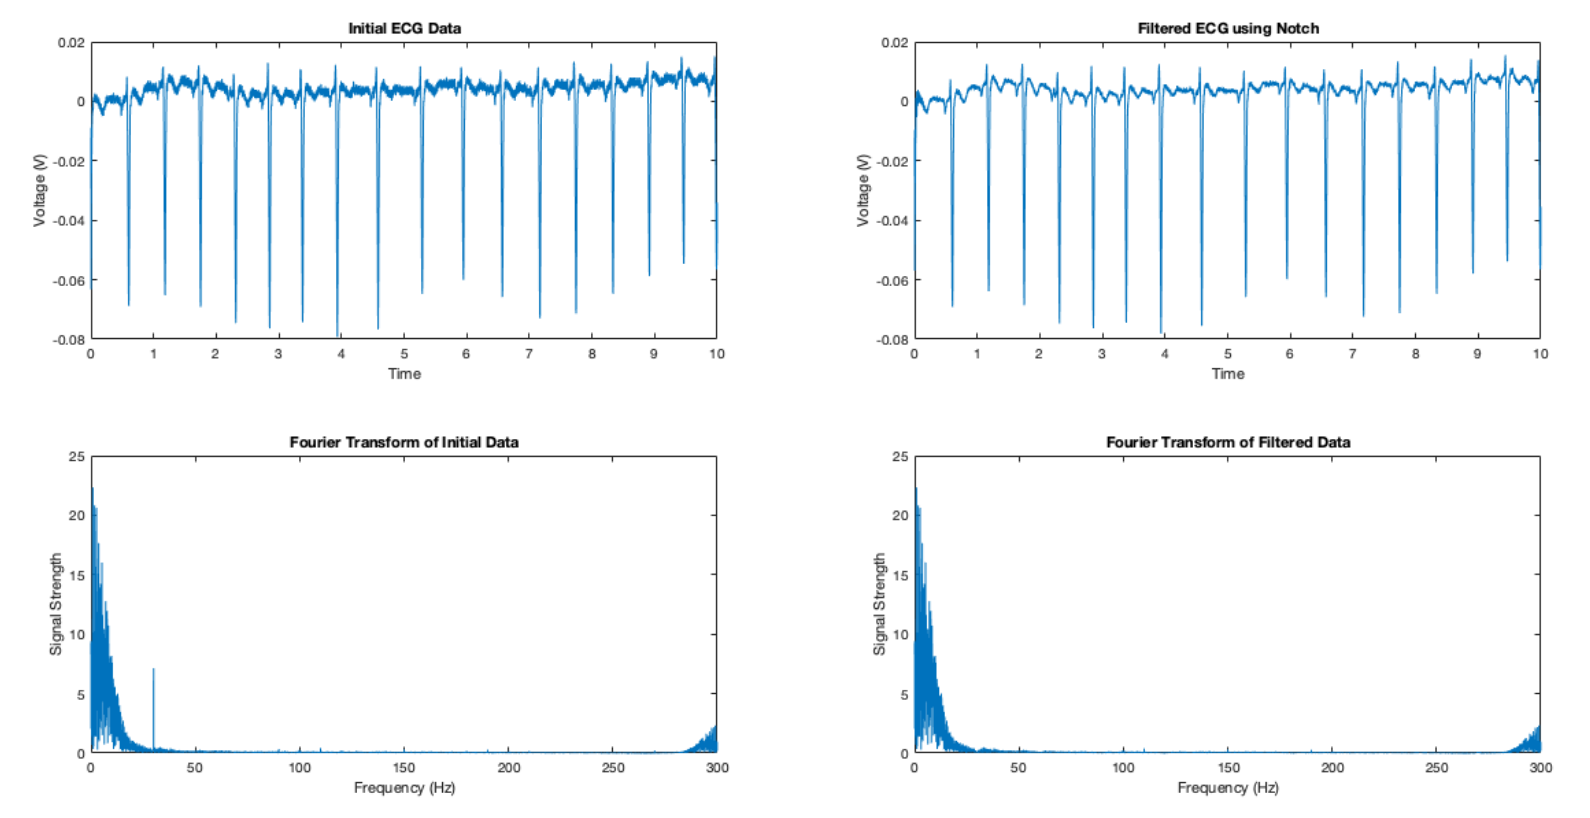 Initial ECG Data
0.02
0
-0.02
-0.04
-0.06
-0.08
Voltage (V)
0 1 2 3 4 5 6 7 8 9 10
Time
Filtered ECG using Notch
0.02
0
-0.02
-0.04
-0.06
-0.08
Voltage (V)
0 1 2 3 4 5 6 7 8 9 10
Time
Fourier Transform of Initial Data
25
20
15
10
5
0
Signal Strength
0 50 100 150 200 250 300
Frequency (Hz)
Fourier Transform of Filtered Data
25
20
15
10
5
0
Signal Strength
0 50 100 150 200 250 300
Frequency (Hz)